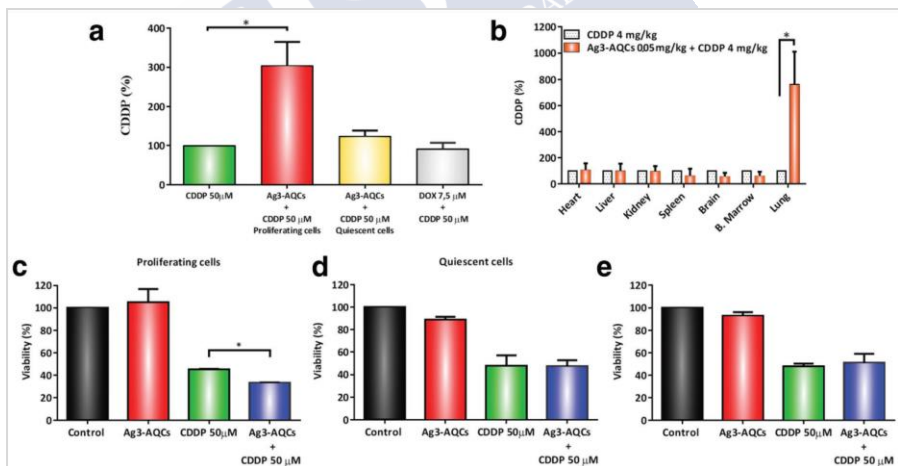 a
*
CDDP (%)
400
300
200
100
0
CDDP 50μM
Ag3-AQCs
+
CDDP 50 μM
Proliferating cells
Ag3-AQCs
+
CDDP 50 μM
Quiescent cells
DOX 7,5 μM
+
CDDP 50 μM
b
CDDP 4 mg/kg
Ag3-AQCs 0,05mg/kg + CDDP 4 mg/kg
*
CDDP (%)
1200
1000
800
600
400
200
0
Heart
Liver
Kidney
Spleen
Brain
B. Marrow
Lung
c
Proliferating cells
Viability (%)
120
100
80
60
40
20
0
*
Control
Ag3-AQCs
CDDP 50μM
Ag3-AQCs
+
CDDP 50 μM
d
Quiescent cells
Viability (%)
120
100
80
60
40
20
0
Control
Ag3-AQCs
CDDP 50μM
Ag3-AQCs
+
CDDP 50 μM
e
Viability (%)
120
100
80
60
40
20
0
Control
Ag3-AQCs
CDDP 50μM
Ag3-AQCs
+
CDDP 50 μM